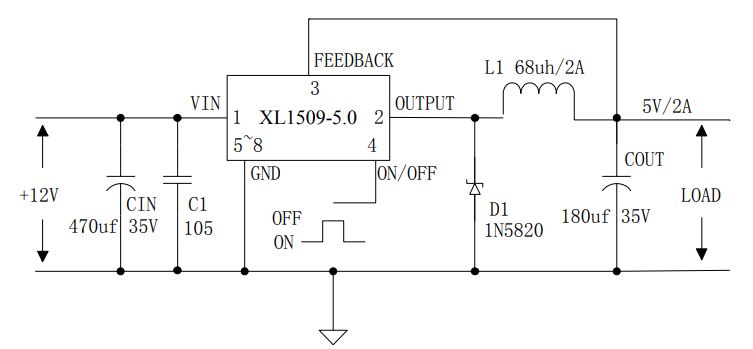 FEEDBACK
L1 68uh/2A
3
VIN
OUTPUT
5V/2A
1 XL1509-5.0 2
5~8 4
GND
ON/OFF
COUT
+12V
CIN
C1
OFF
D1
LOAD
470uf 35V
105
ON
1N5820
180uf 35V